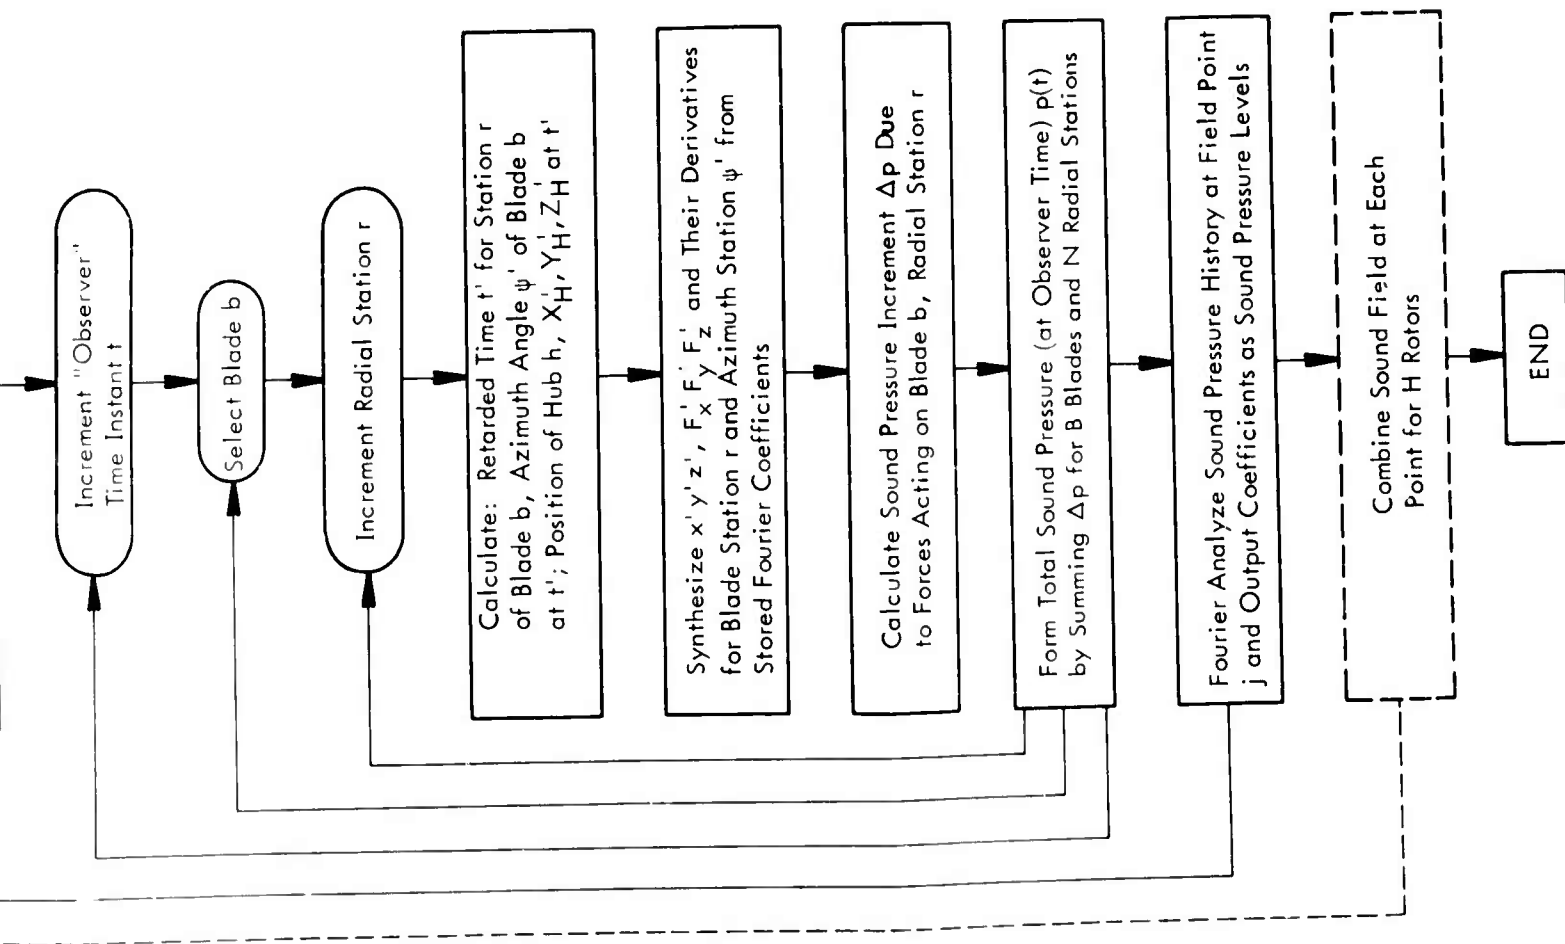 Increment "Observer"
Time Instant t
Select Blade b
Increment Radial Station r
Calculate: Retarded Time t' for Station r
of Blade b, Azimuth Angle ψ' of Blade b
at t'; Position of Hub h, X'H, Y'H, Z'H at t'
Synthesize x' y' z', F'x F'y F'z and Their Derivatives
for Blade Station r and Azimuth Station ψ' from
Stored Fourier Coefficients
Calculate Sound Pressure Increment Δp Due
to Forces Acting on Blade b, Radial Station r
Form Total Sound Pressure (at Observer Time) p(t)
by Summing Δp for B Blades and N Radial Stations
Fourier Analyze Sound Pressure History at Field Point
j and Output Coefficients as Sound Pressure Levels
Combine Sound Field at Each
Point for H Rotors
END